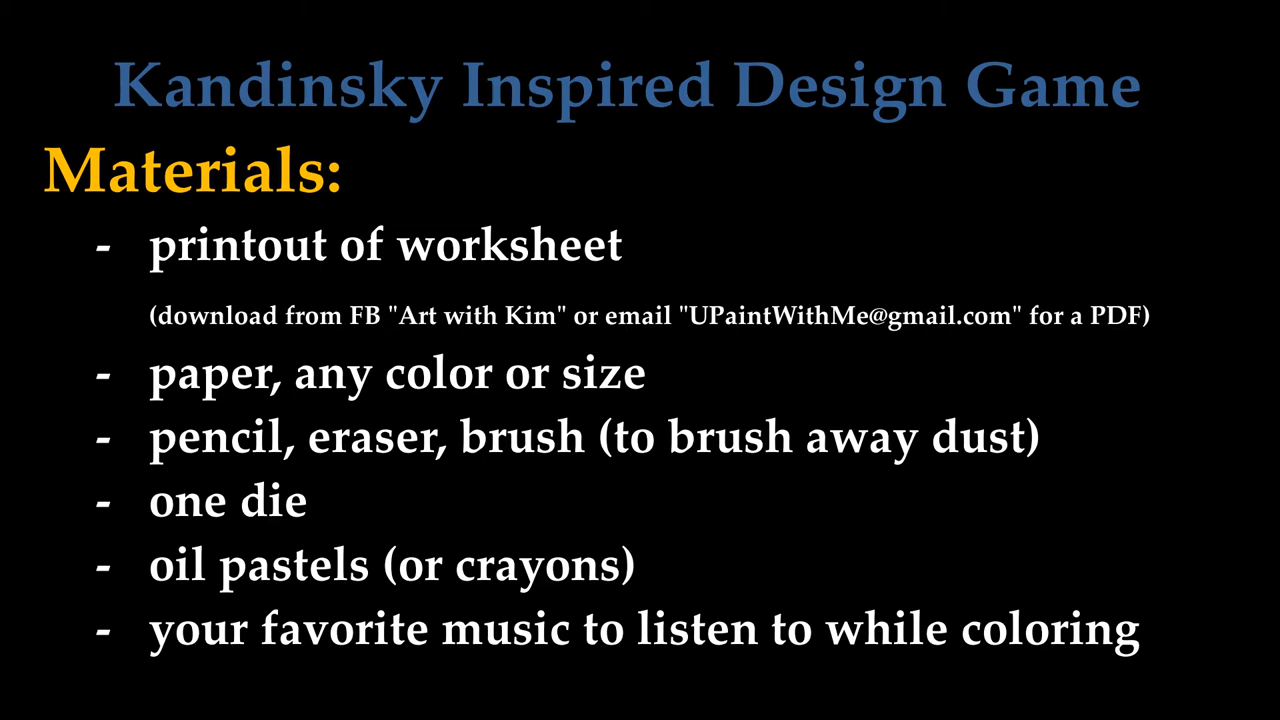 Kandinsky Inspired Design Game
Materials:
- printout of worksheet
(download from FB "Art with Kim" or email "UPaintWithMe@gmail.com" for a PDF)
- paper, any color or size
- pencil, eraser, brush (to brush away dust)
- one die
- oil pastels (or crayons)
- your favorite music to listen to while coloring